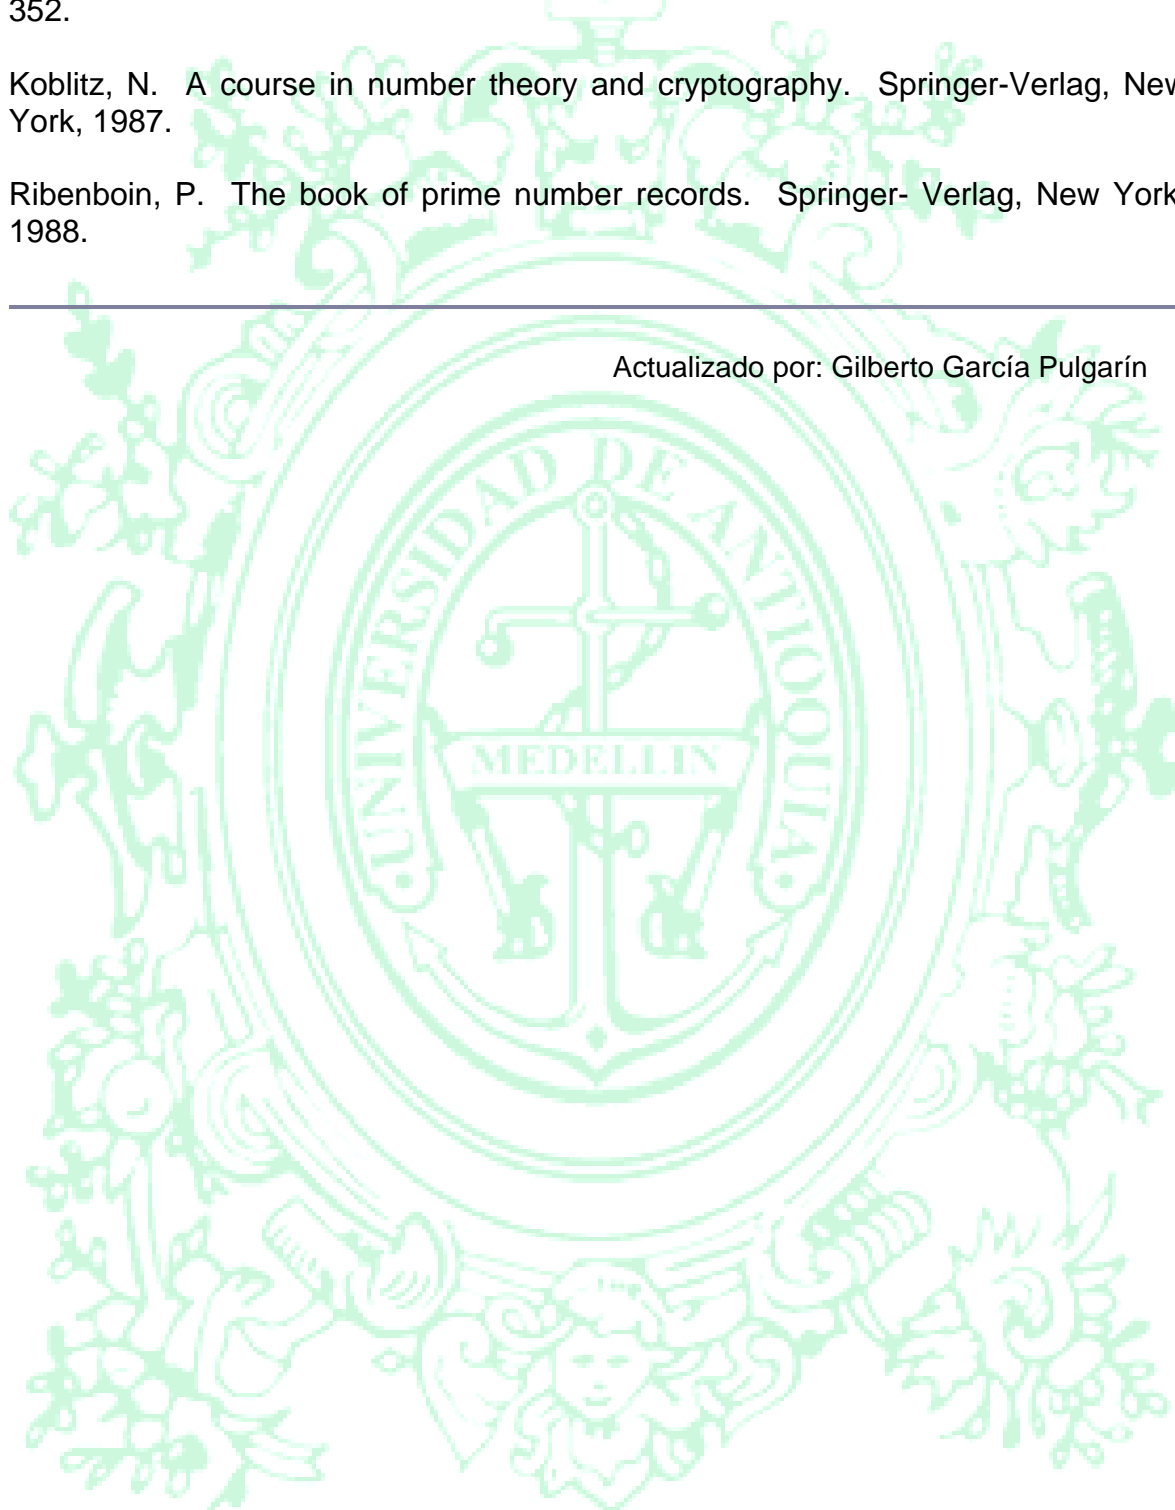 352.
Koblitz, N. A course in number theory and cryptography. Springer-Verlag, New
York, 1987.
Ribenboin, P. The book of prime number records. Springer- Verlag, New York
1988.
Actualizado por: Gilberto García Pulgarín
UNIVERSIDAD DE ANTIOQUIA
MEDELLIN